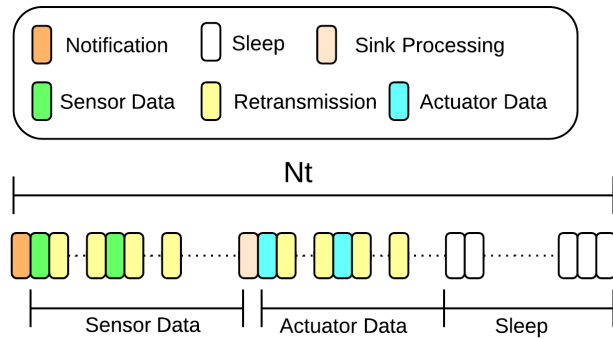 Notification Sleep Sink Processing
Sensor Data Retransmission Actuator Data
Nt
Sensor Data Actuator Data Sleep